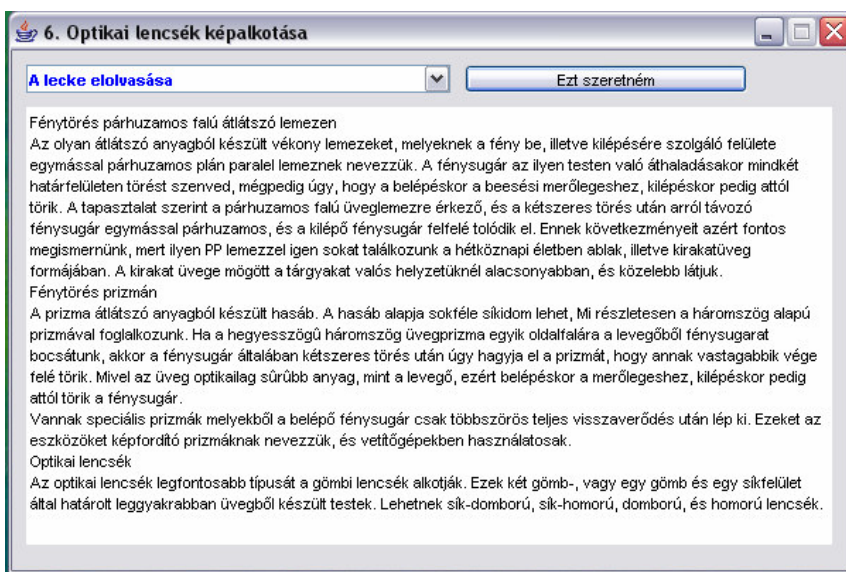 6. Optikai lencsék képalkotása
A lecke elolvasása
Ezt szeretném
Fénytörés párhuzamos falú átlátszó lemezen
Az olyan átlátszó anyagból készült vékony lemezeket, melyeknek a fény be, illetve kilépésére szolgáló felülete
egymással párhuzamos plán paralel lemeznek nevezzük. A fénysugár az ilyen testen való áthaladásakor mindkét
határfelületen törést szenved, mégpedig úgy, hogy a belépéskor a beesési merőlegeshez, kilépéskor pedig attól
törik. A tapasztalat szerint a párhuzamos falú üveglemezre érkező, és a kétszeres törés után arról távozó
fénysugár egymással párhuzamos, és a kilépő fénysugár felfelé tolódik el. Ennek következményeit azért fontos
megismernünk, mert ilyen PP lemezzel igen sokat találkozunk a hétköznapi életben ablak, illetve kirakatüveg
formájában. A kirakat üvege mögött a tárgyakat valós helyzetüknél alacsonyabban, és közelebb látjuk.
Fénytörés prizmán
A prizma átlátszó anyagból készült hasáb. A hasáb alapja sokféle síkidom lehet, Mi részletesen a háromszög alapú
prizmával foglalkozunk. Ha a hegyesszögû háromszög üvegprizma egyik oldalfalára a levegőből fénysugarat
bocsátunk, akkor a fénysugár általában kétszeres törés után úgy hagyja el a prizmát, hogy annak vastagabbik vége
felé törik. Mivel az üveg optikailag sûrûbb anyag, mint a levegő, ezért belépéskor a merőlegeshez, kilépéskor pedig
attól törik a fénysugár.
Vannak speciális prizmák melyekből a belépő fénysugár csak többszörös teljes visszaverődés után lép ki. Ezeket az
eszközöket képfordító prizmáknak nevezzük, és vetítőgépekben használatosak.
Optikai lencsék
Az optikai lencsék legfontosabb típusát a gömbi lencsék alkotják. Ezek két gömb-, vagy egy gömb és egy síkfelület
által határolt leggyakrabban üvegből készült testek. Lehetnek sík-domború, sík-homorú, domború, és homorú lencsék.